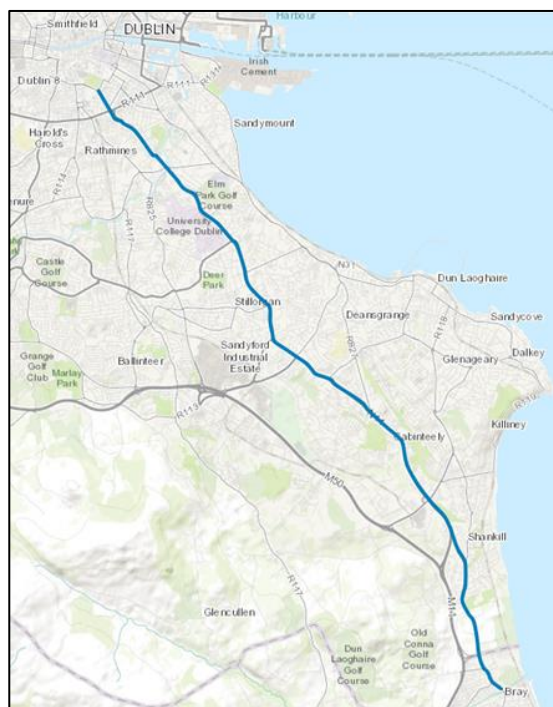 Harbour
Smithfield
DUBLIN
Irish
Cement
Dublin 8
R111
R131
Sandymount
Harold's
Cross
Rathmines
R114
R825
Elm
Park Golf
Course
University
College Dublin
R117
Castle
Golf
Course
Deer
Park
N31
Dun Laoghaire
Stillorgan
Sandycove
Deansgrange
R118
Dalkey
Sandyford
Industrial
Estate
Ballinteer
Grange
Golf
Club
Marlay
Park
R827
Glenageary
R119
R113
Killiney
N11
Cabinteely
M50
Shankill
R117
M11
Glencullen
Old
Conna
Golf
Course
Dun
Laoghaire
Golf Course
Bray